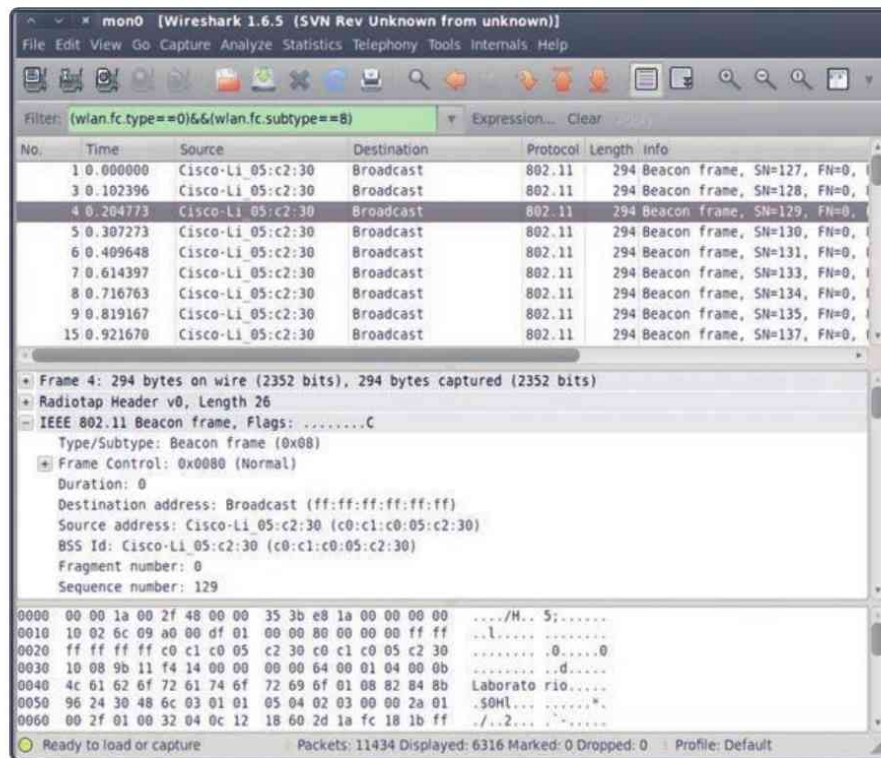 mon0 [Wireshark 1.6.5 (SVN Rev Unknown from unknown)]
File Edit View Go Capture Analyze Statistics Telephony Tools Internals Help
Filter: (wlan.fc.type==0)&&(wlan.fc.subtype==8) Expression... Clear
No. Time Source Destination Protocol Length Info
1 0.000000 Cisco-Li_05:c2:30 Broadcast 802.11 294 Beacon frame, SN=127, FN=0,
3 0.102396 Cisco-Li_05:c2:30 Broadcast 802.11 294 Beacon frame, SN=128, FN=0,
4 0.204773 Cisco-Li_05:c2:30 Broadcast 802.11 294 Beacon frame, SN=129, FN=0,
5 0.307273 Cisco-Li_05:c2:30 Broadcast 802.11 294 Beacon frame, SN=130, FN=0,
6 0.409648 Cisco-Li_05:c2:30 Broadcast 802.11 294 Beacon frame, SN=131, FN=0,
7 0.614397 Cisco-Li_05:c2:30 Broadcast 802.11 294 Beacon frame, SN=133, FN=0,
8 0.716763 Cisco-Li_05:c2:30 Broadcast 802.11 294 Beacon frame, SN=134, FN=0,
9 0.819167 Cisco-Li_05:c2:30 Broadcast 802.11 294 Beacon frame, SN=135, FN=0,
15 0.921670 Cisco-Li_05:c2:30 Broadcast 802.11 294 Beacon frame, SN=137, FN=0,
Frame 4: 294 bytes on wire (2352 bits), 294 bytes captured (2352 bits)
Radiotap Header v0, Length 26
IEEE 802.11 Beacon frame, Flags: ........C
Type/Subtype: Beacon frame (0x08)
Frame Control: 0x0080 (Normal)
Duration: 0
Destination address: Broadcast (ff:ff:ff:ff:ff:ff)
Source address: Cisco-Li_05:c2:30 (c0:c1:c0:05:c2:30)
BSS Id: Cisco-Li_05:c2:30 (c0:c1:c0:05:c2:30)
Fragment number: 0
Sequence number: 129
0000 00 00 1a 00 2f 48 00 00 35 3b e8 1a 00 00 00 00 ..../H.. 5;......
0010 10 02 6c 09 a0 00 df 01 00 00 80 00 00 00 ff ff ..l..... ........
0020 ff ff ff ff c0 c1 c0 05 c2 30 c0 c1 c0 05 c2 30 ........ .0.....0
0030 10 08 9b 11 f4 14 00 00 00 00 64 00 01 04 00 0b ........ ..d.....
0040 4c 61 62 6f 72 61 74 6f 72 69 6f 01 08 82 84 8b Laborato rio.....
0050 96 24 30 48 6c 03 01 01 05 04 02 03 00 00 2a 01 .$0Hl... ......*.
0060 00 2f 01 00 32 04 0c 12 18 60 2d 1a fc 18 1b ff ./..2... .`-.....
Ready to load or capture Packets: 11434 Displayed: 6316 Marked: 0 Dropped: 0 Profile: Default